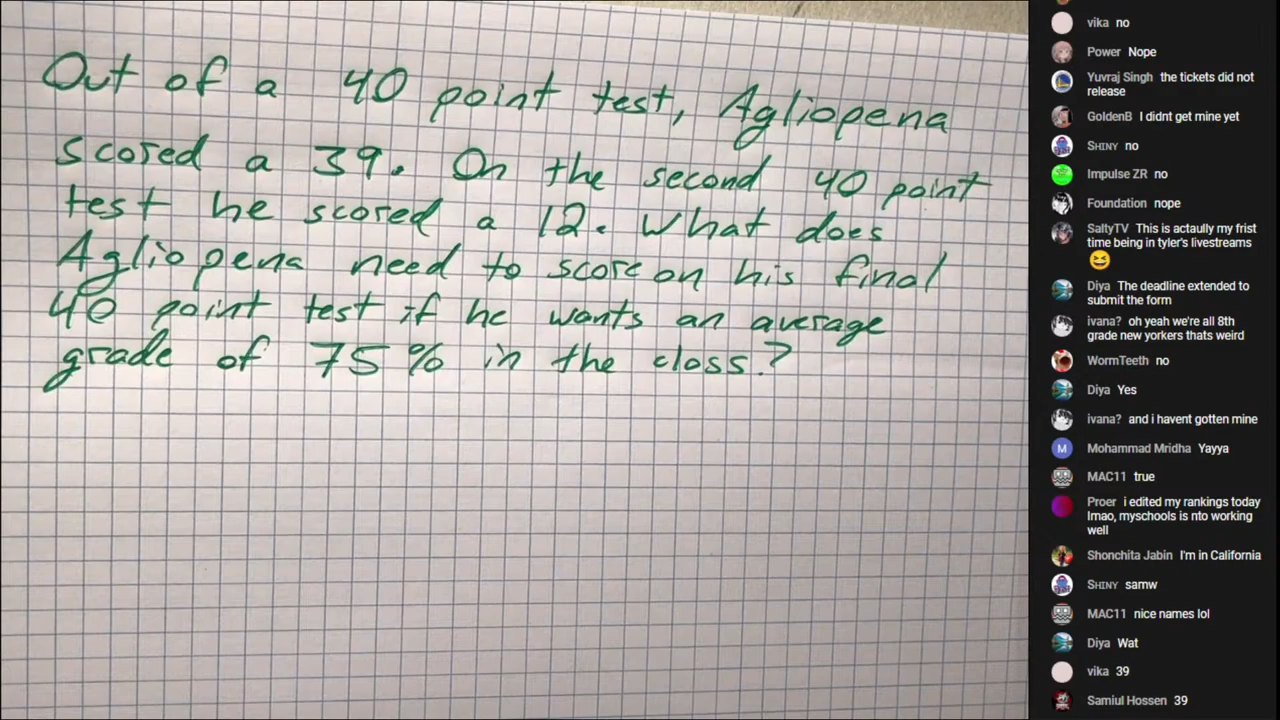 Out of a 40 point test, Agliopena
scored a 39. On the second 40 point
test he scored a 12. What does
Agliopena need to score on his final
40 point test if he wants an average
grade of 75% in the class?
vika no
Power Nope
Yuvraj Singh the tickets did not
release
GoldenB I didnt get mine yet
SHINY no
Impulse ZR no
Foundation nope
SaltyTV This is actaully my frist
time being in tyler's livestreams
Diya The deadline extended to
submit the form
ivana? oh yeah we're all 8th
grade new yorkers thats weird
WormTeeth no
Diya Yes
ivana? and i havent gotten mine
M Mohammad Mridha Yayya
MAC11 true
Proer i edited my rankings today
lmao, myschools is nto working
well
Shonchita Jabin I'm in California
SHINY samw
MAC11 nice names lol
Diya Wat
vika 39
Samiul Hossen 39